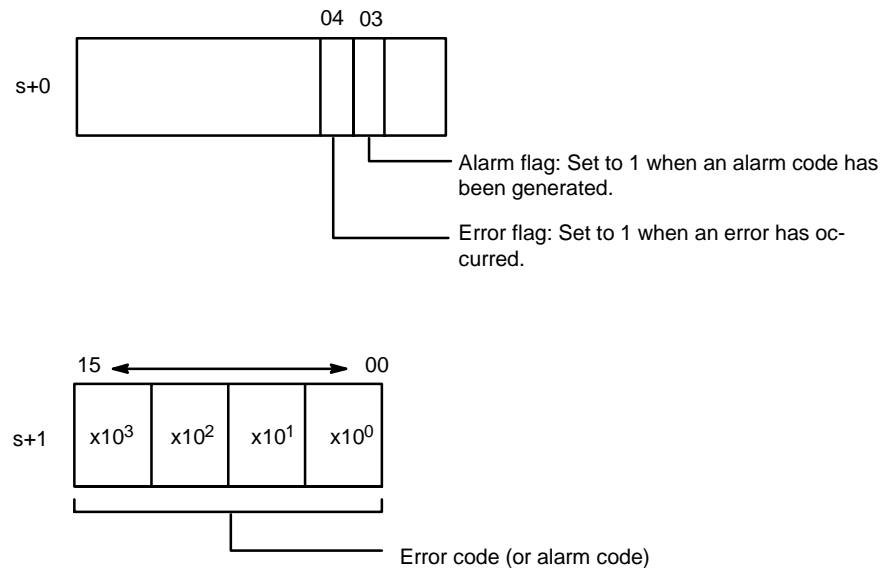 04 03
s+0
Alarm flag: Set to 1 when an alarm code has
been generated.
Error flag: Set to 1 when an error has oc-
curred.
15 00
s+1 x10³ x10² x10¹ x10⁰
Error code (or alarm code)